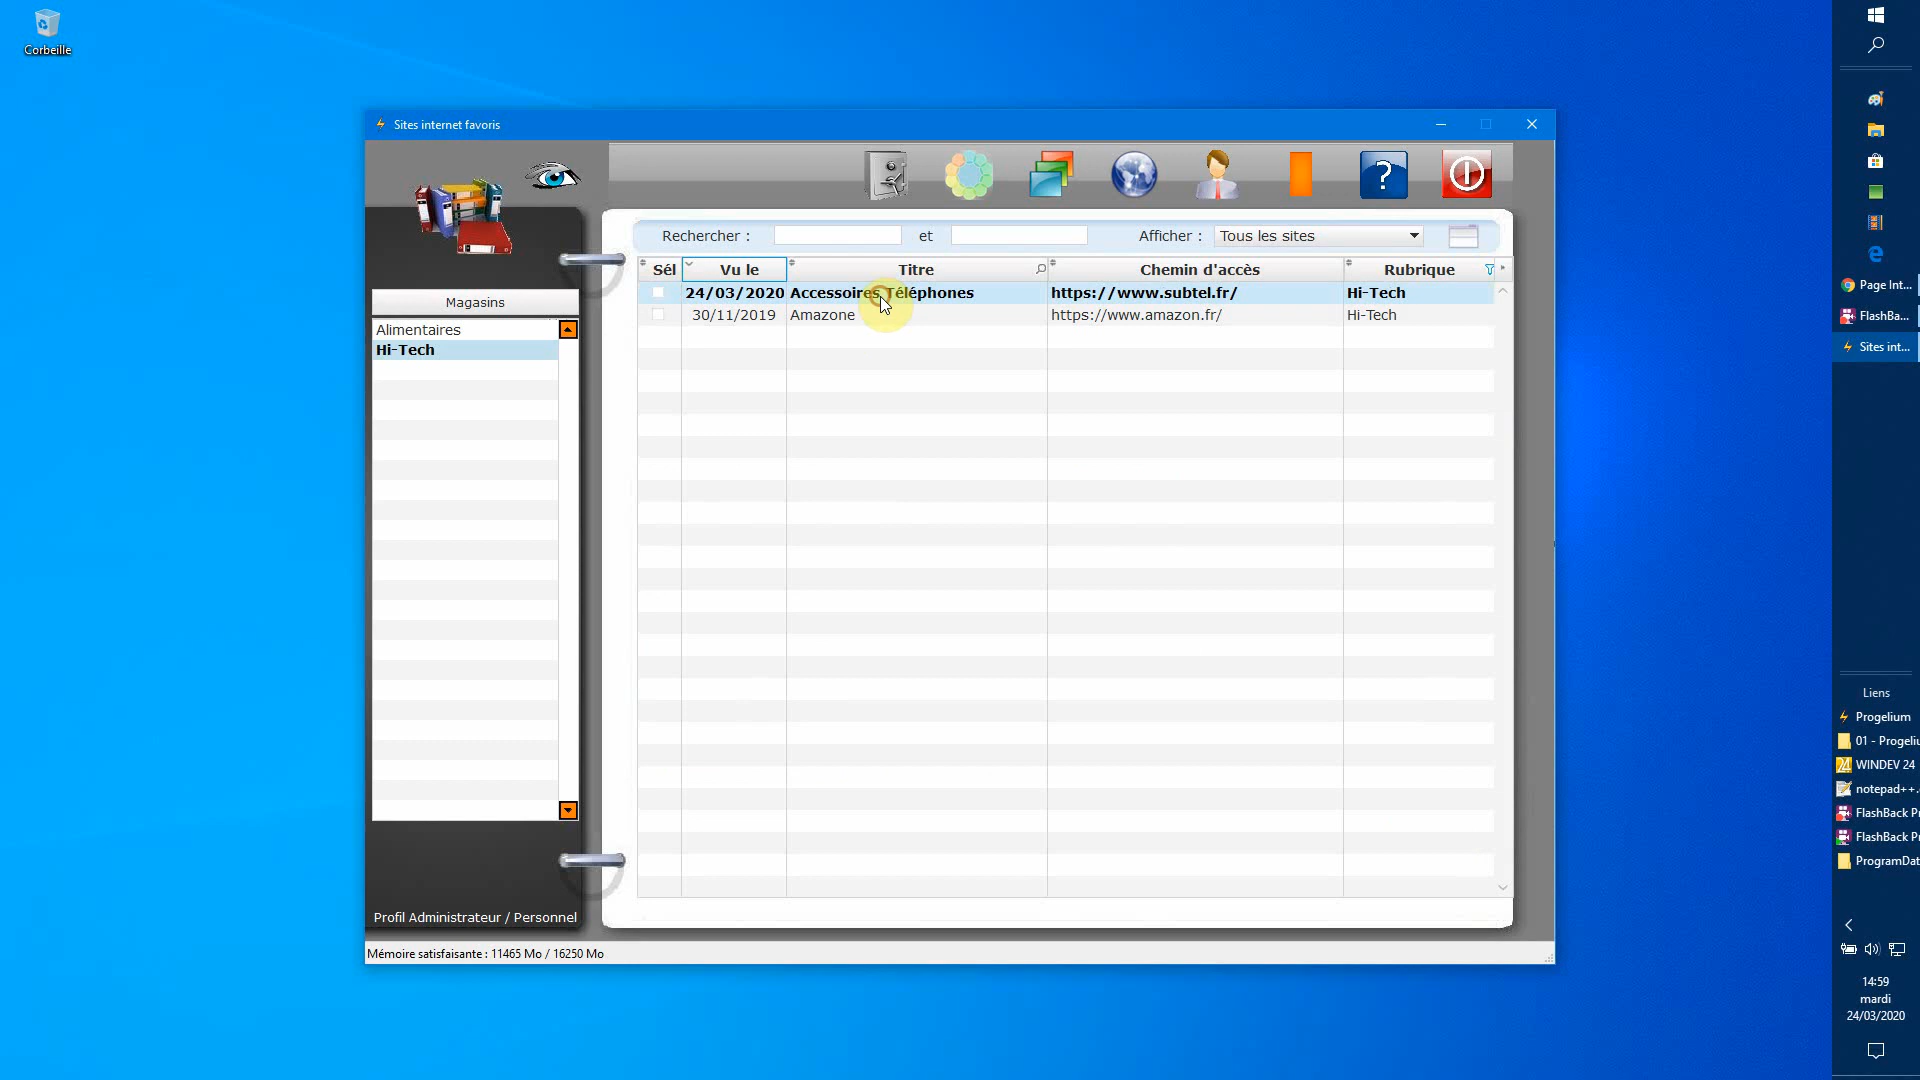 Corbeille
Sites internet favoris
?
Rechercher :
et
Afficher :
Tous les sites
Sél
Vu le
Titre
Chemin d'accès
Rubrique
24/03/2020
Accessoires Téléphones
https://www.subtel.fr/
Hi-Tech
30/11/2019
Amazone
https://www.amazon.fr/
Hi-Tech
Magasins
Alimentaires
Hi-Tech
Profil Administrateur / Personnel
Mémoire satisfaisante : 11465 Mo / 16250 Mo
Page Int...
FlashBa...
Sites int...
Liens
Progelium
01 - Progeliu
WINDEV 24
notepad++.
FlashBack Pr
FlashBack Pr
ProgramDat
14:59
mardi
24/03/2020